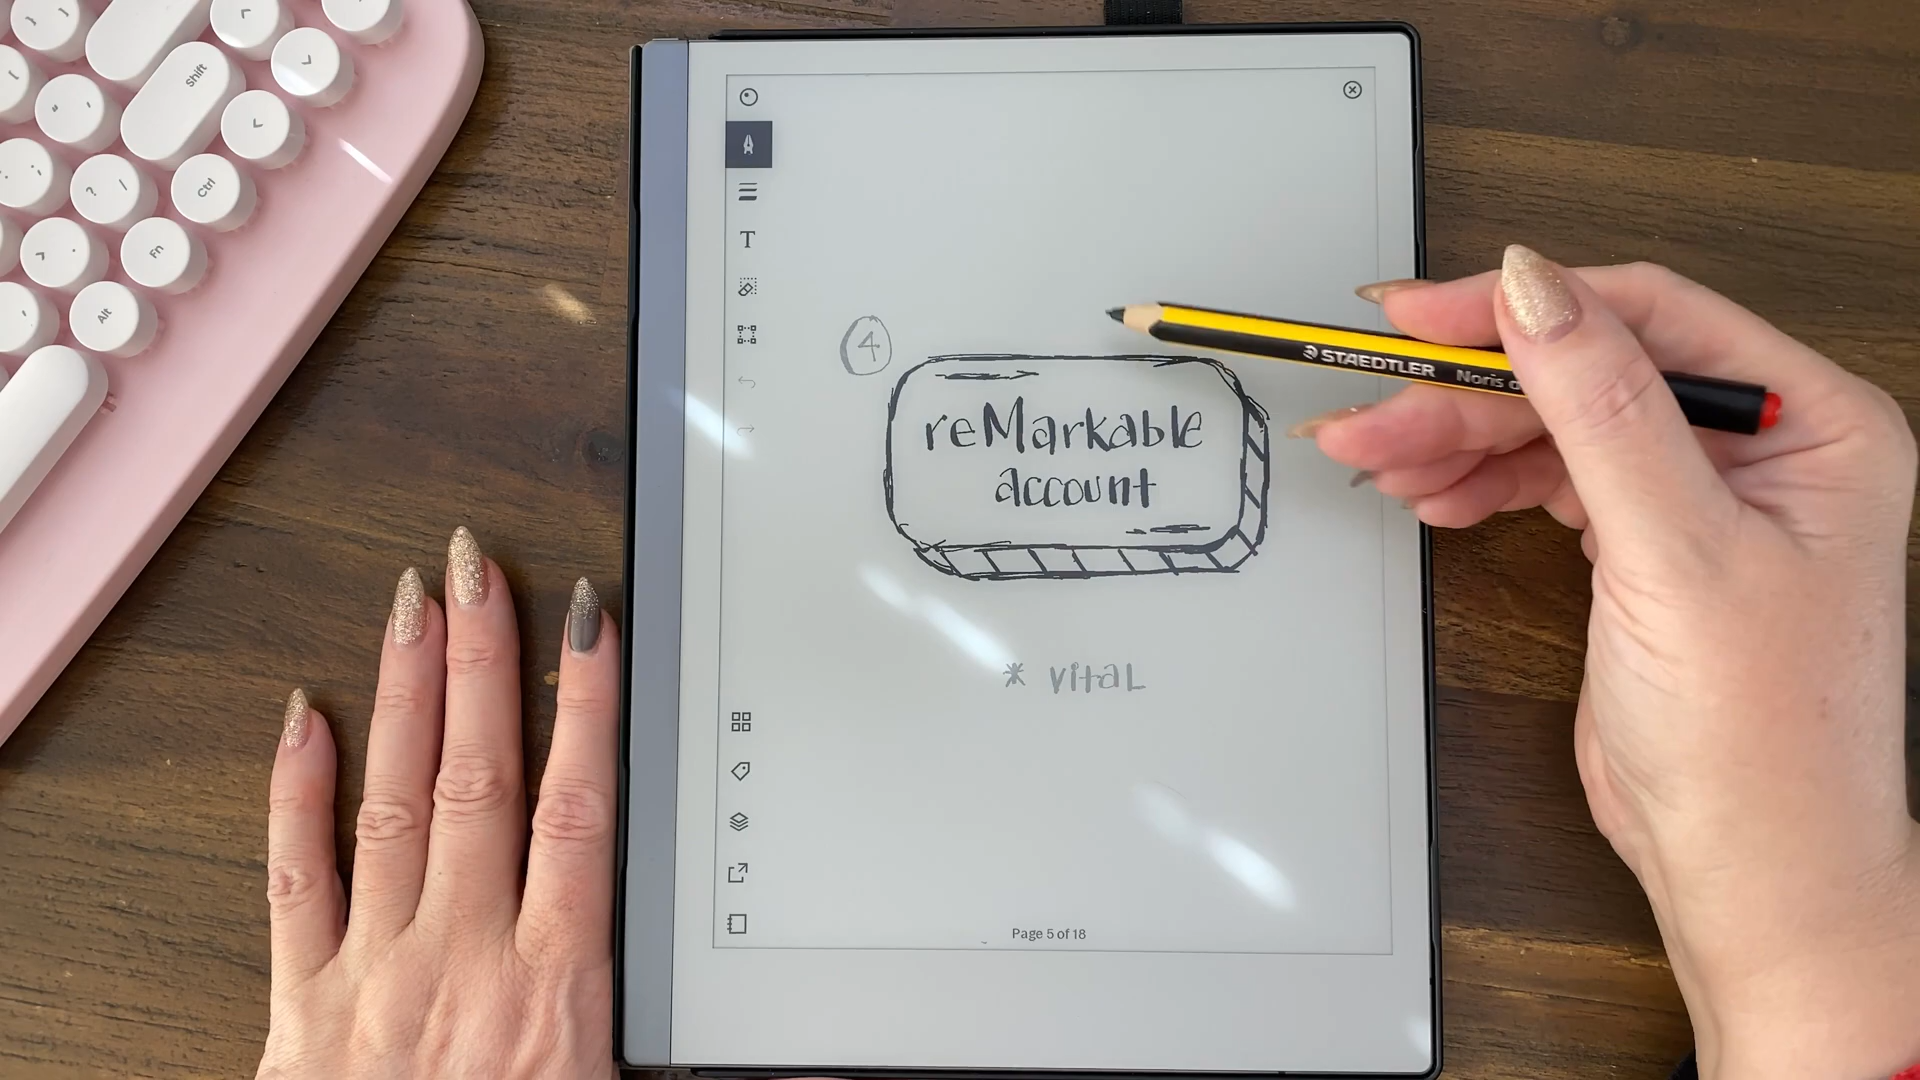 Shift
Ctrl
Fn
Alt
T
4
reMarkable
account
STAEDTLER Noris
* vital
Page 5 of 18